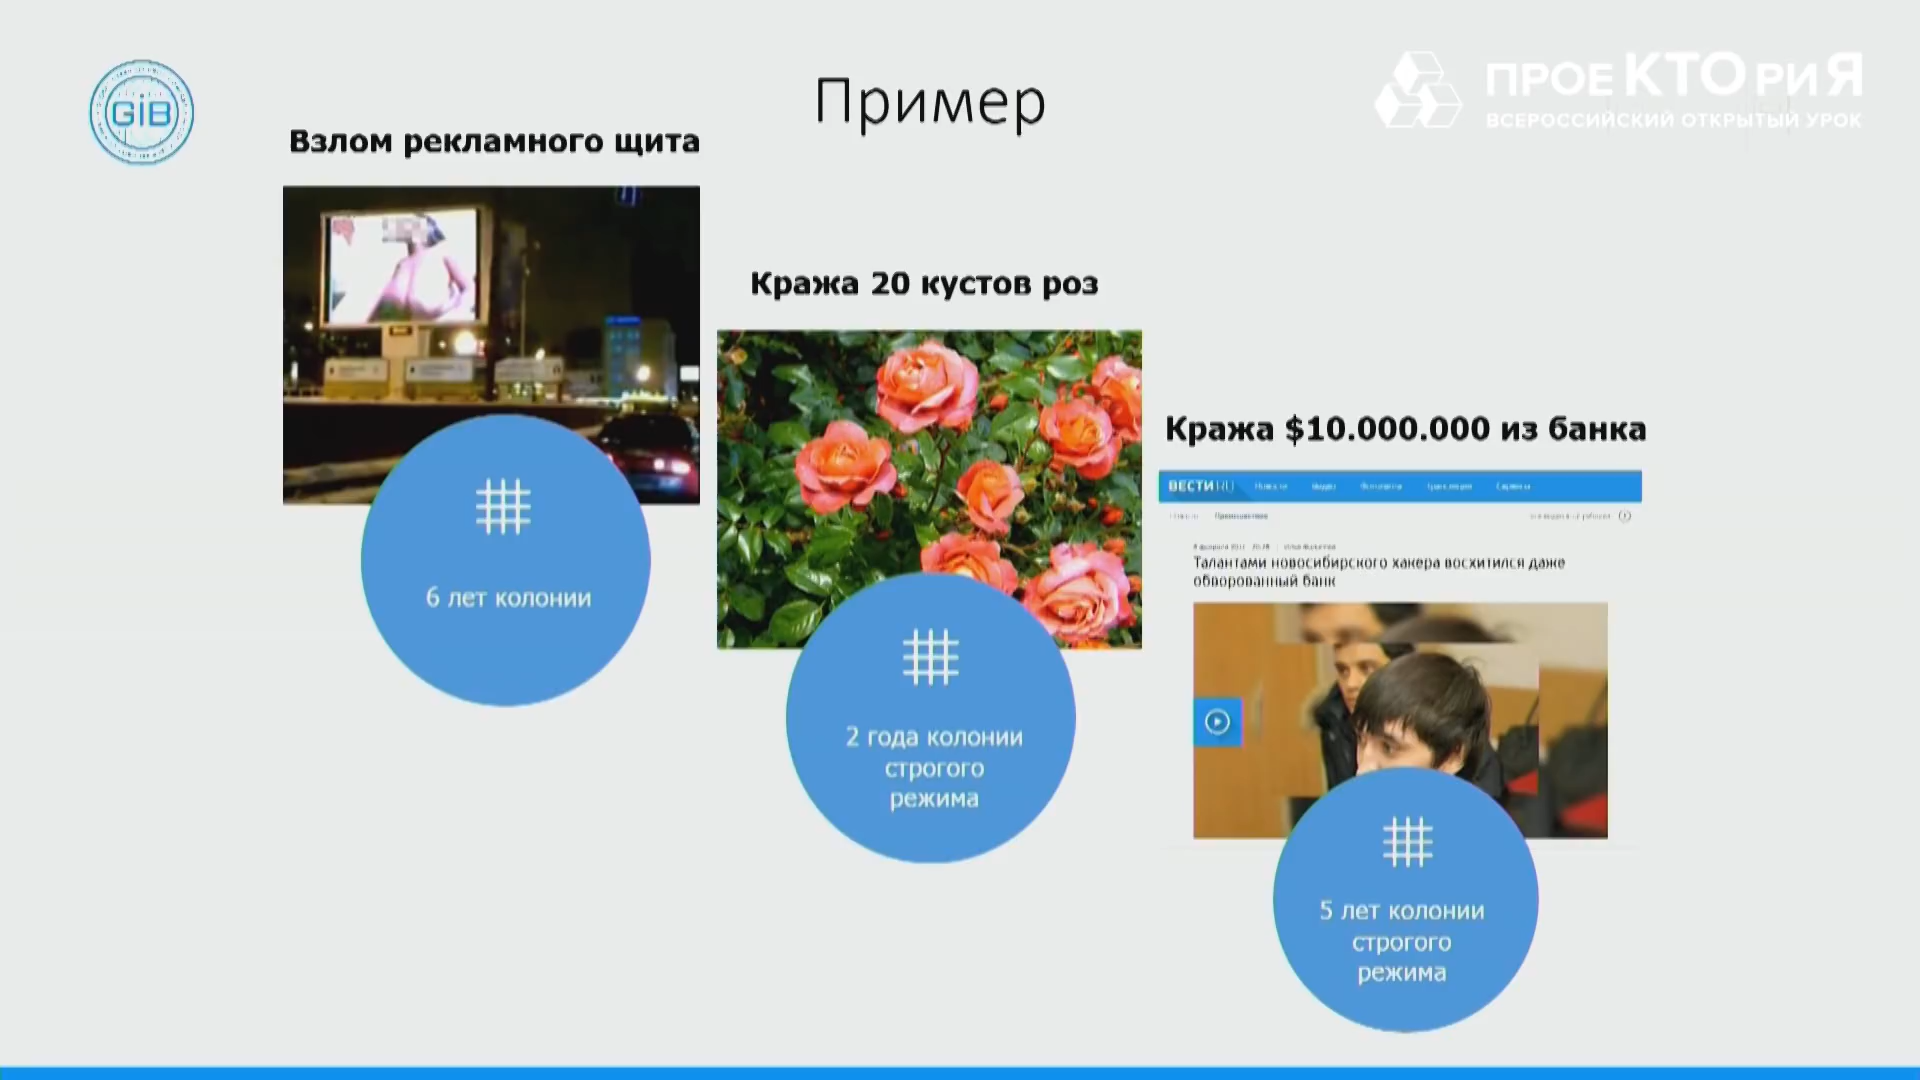 GiB
Пример
ПРОЕКТОРИЯ
ВСЕРОССИЙСКИЙ ОТКРЫТЫЙ УРОК
Взлом рекламного щита
6 лет колонии
Кража 20 кустов роз
2 года колонии
строгого
режима
Кража $10.000.000 из банка
ВЕСТИ.RU
Талантами новосибирского хакера восхитился даже
обворованный банк
5 лет колонии
строгого
режима